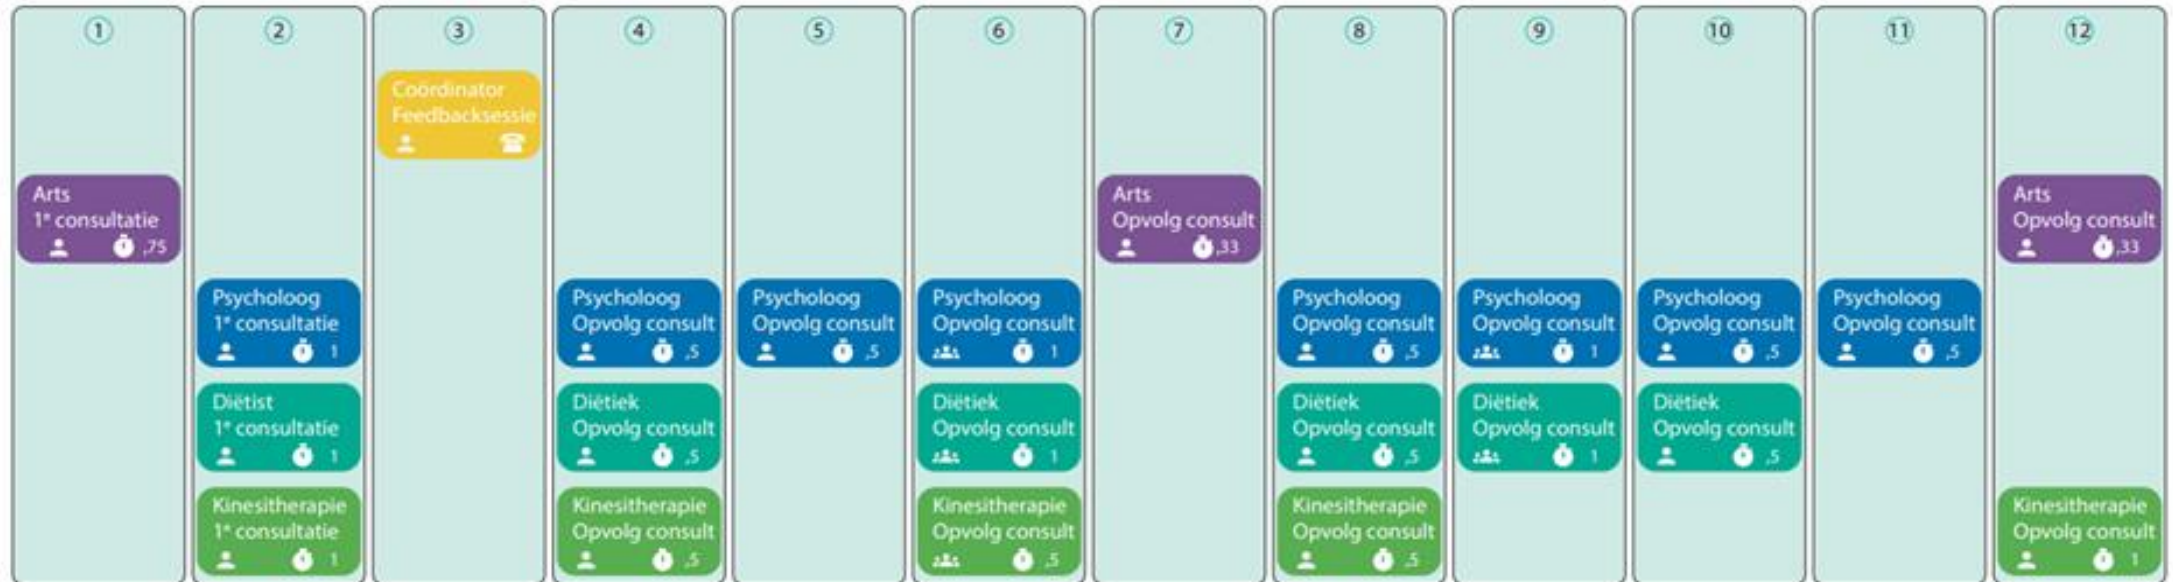 1
2
3
4
5
6
7
8
9
10
11
12
Coördinator
Feedbacksessie
Arts
1e consultatie
,75
Arts
Opvolg consult
,33
Arts
Opvolg consult
,33
Psycholoog
1e consultatie
1
Psycholoog
Opvolg consult
,5
Psycholoog
Opvolg consult
,5
Psycholoog
Opvolg consult
1
Psycholoog
Opvolg consult
,5
Psycholoog
Opvolg consult
1
Psycholoog
Opvolg consult
,5
Psycholoog
Opvolg consult
,5
Diëtist
1e consultatie
1
Diëtiek
Opvolg consult
,5
Diëtiek
Opvolg consult
1
Diëtiek
Opvolg consult
,5
Diëtiek
Opvolg consult
1
Diëtiek
Opvolg consult
,5
Kinesitherapie
1e consultatie
1
Kinesitherapie
Opvolg consult
,5
Kinesitherapie
Opvolg consult
,5
Kinesitherapie
Opvolg consult
,5
Kinesitherapie
Opvolg consult
1